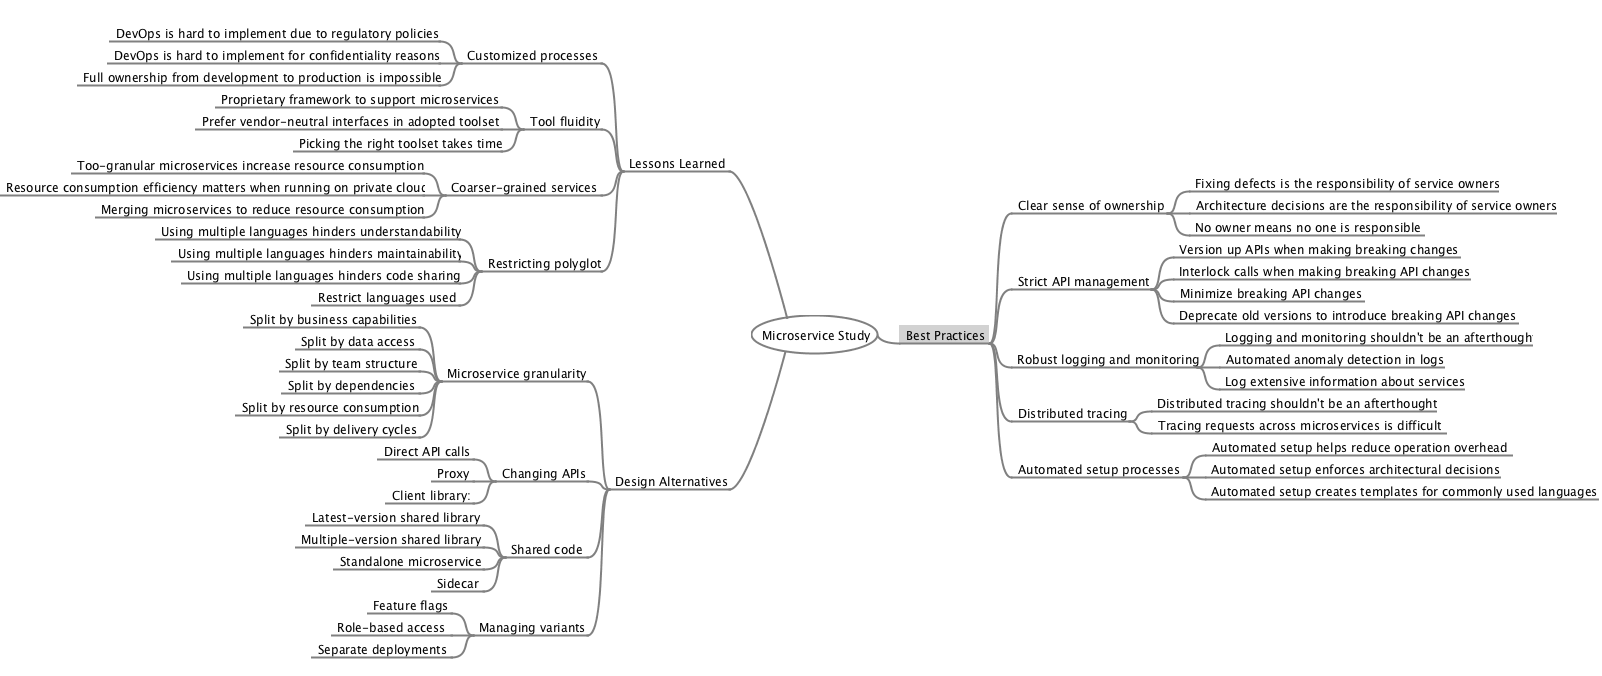 Microservice Study
Lessons Learned
Customized processes
DevOps is hard to implement due to regulatory policies
DevOps is hard to implement for confidentiality reasons
Full ownership from development to production is impossible
Tool fluidity
Proprietary framework to support microservices
Prefer vendor-neutral interfaces in adopted toolset
Picking the right toolset takes time
Coarser-grained services
Too-granular microservices increase resource consumption
Resource consumption efficiency matters when running on private cloud
Merging microservices to reduce resource consumption
Restricting polyglot
Using multiple languages hinders understandability
Using multiple languages hinders maintainability
Using multiple languages hinders code sharing
Restrict languages used
Design Alternatives
Microservice granularity
Split by business capabilities
Split by data access
Split by team structure
Split by dependencies
Split by resource consumption
Split by delivery cycles
Changing APIs
Direct API calls
Proxy
Client library:
Shared code
Latest-version shared library
Multiple-version shared library
Standalone microservice
Sidecar
Managing variants
Feature flags
Role-based access
Separate deployments
Best Practices
Clear sense of ownership
Fixing defects is the responsibility of service owners
Architecture decisions are the responsibility of service owners
No owner means no one is responsible
Strict API management
Version up APIs when making breaking changes
Interlock calls when making breaking API changes
Minimize breaking API changes
Deprecate old versions to introduce breaking API changes
Robust logging and monitoring
Logging and monitoring shouldn't be an afterthough
Automated anomaly detection in logs
Log extensive information about services
Distributed tracing
Distributed tracing shouldn't be an afterthought
Tracing requests across microservices is difficult
Automated setup processes
Automated setup helps reduce operation overhead
Automated setup enforces architectural decisions
Automated setup creates templates for commonly used languages